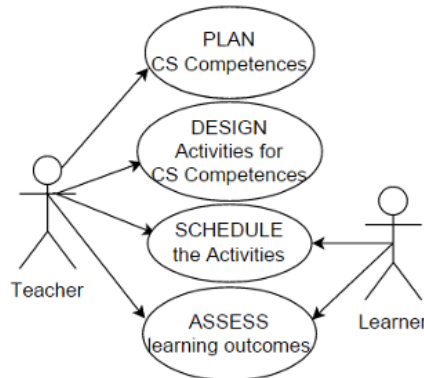 PLAN
CS Competences
DESIGN
Activities for
CS Competences
SCHEDULE
the Activities
Teacher
Learner
ASSESS
learning outcomes